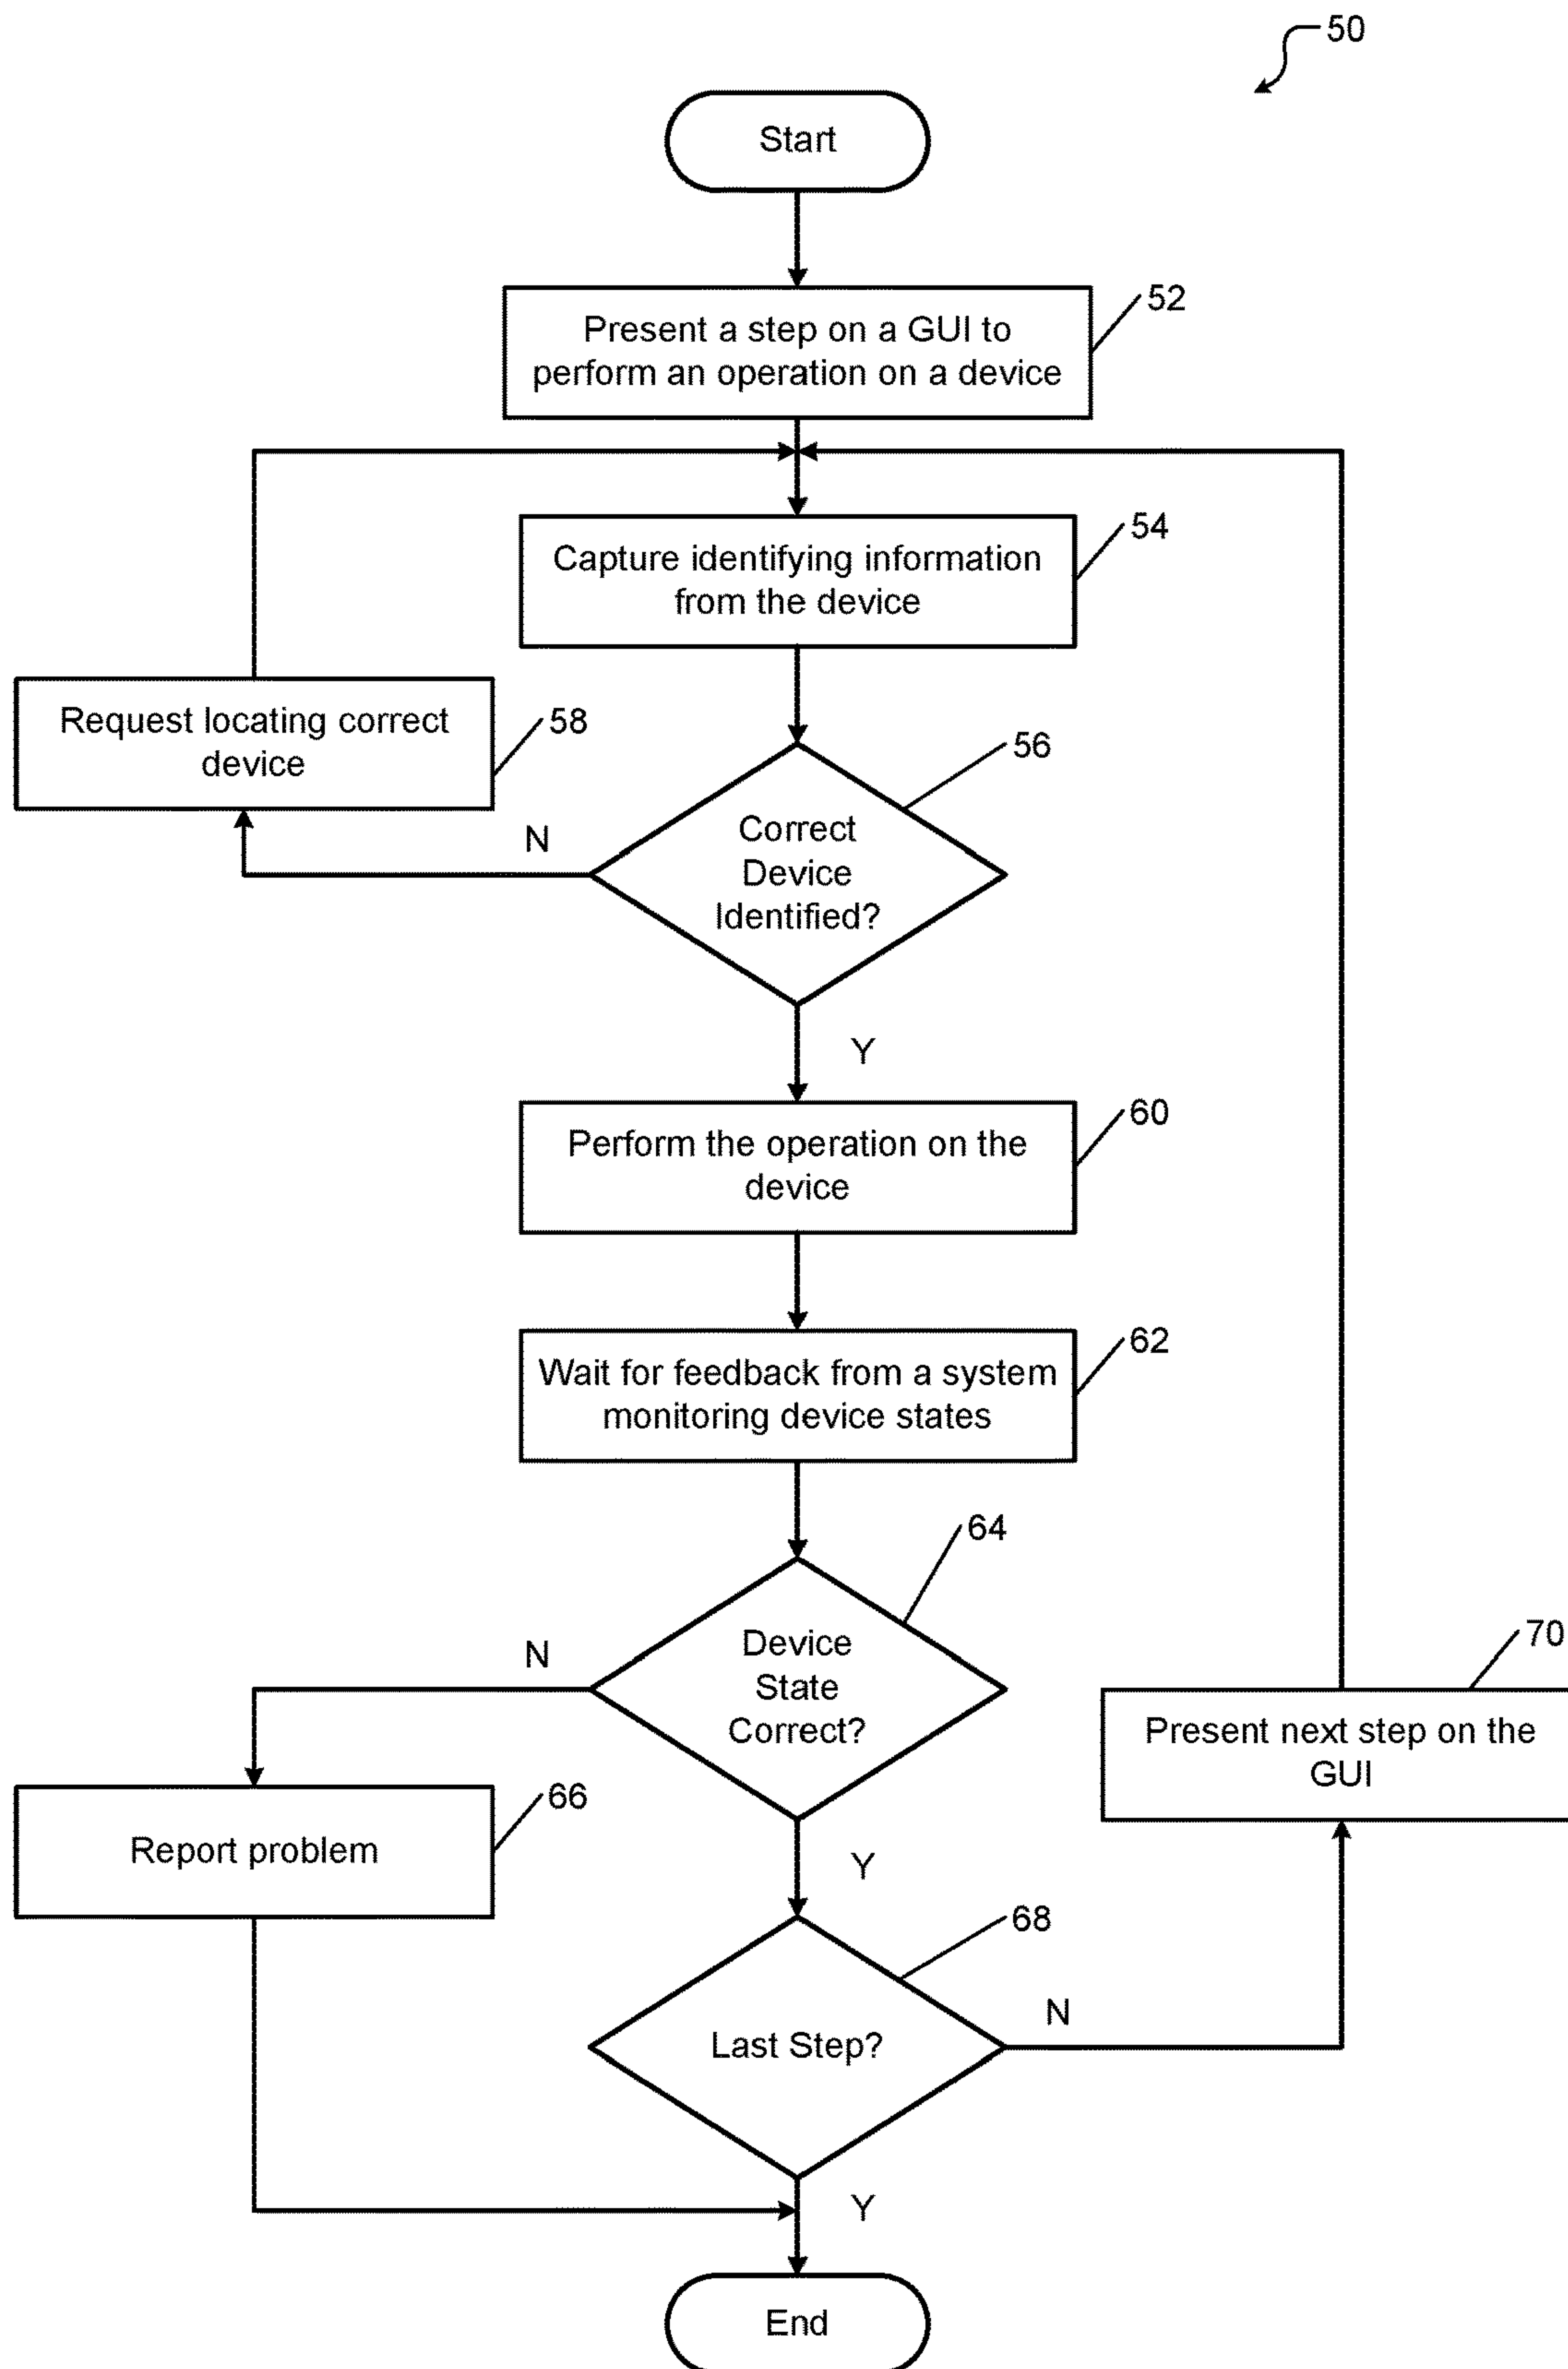 50
Start
52
Present a step on a GUI to
perform an operation on a device
54
Capture identifying information
from the device
Request locating correct
device
58
56
N
Correct
Device
Identified?
Y
60
Perform the operation on the
device
62
Wait for feedback from a system
monitoring device states
64
N
Device
State
Correct?
70
Present next step on the
GUI
66
Report problem
Y
68
N
Last Step?
Y
End